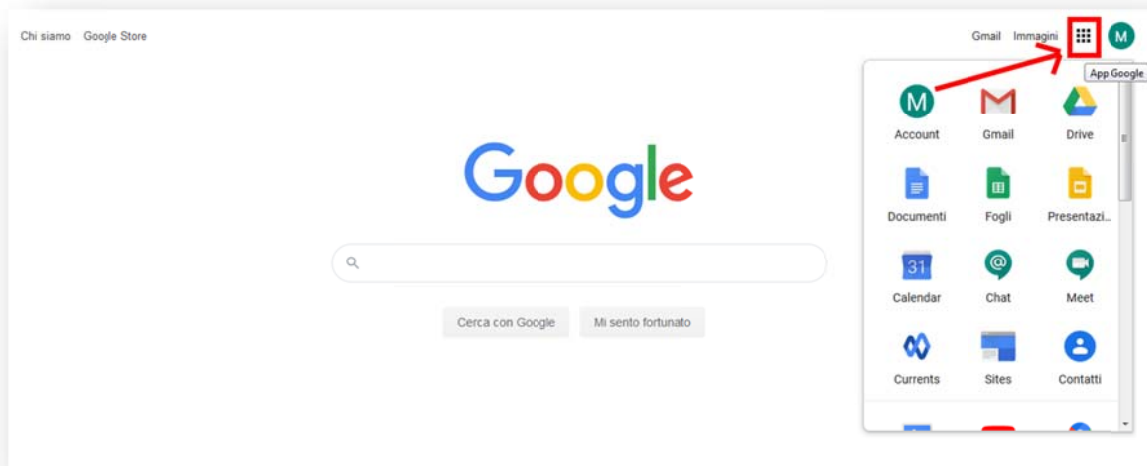 Chi siamo Google Store
Gmail Immagini M
App Google
M
Account Gmail Drive
Google
Documenti Fogli Presentazi...
31
Calendar Chat Meet
Cerca con Google Mi sento fortunato
Currents Sites Contatti